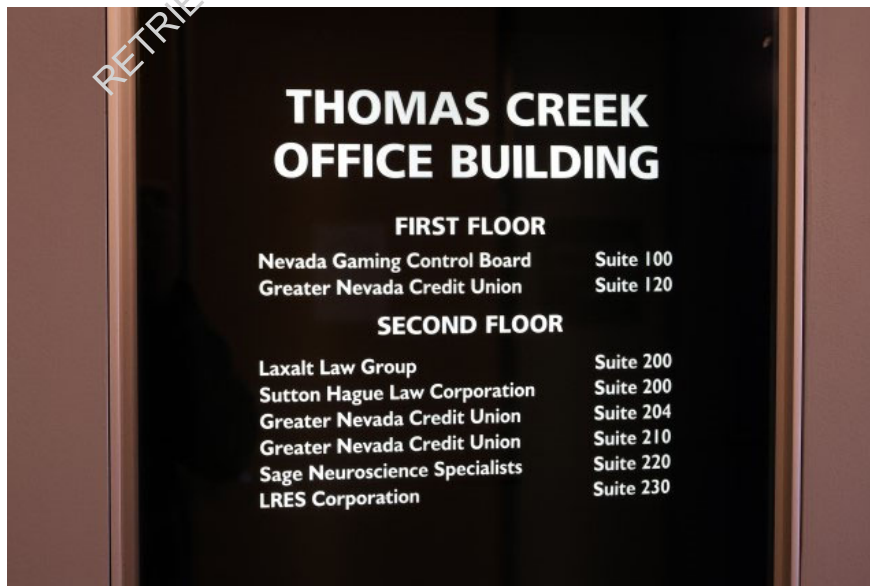 RETRIE
THOMAS CREEK
OFFICE BUILDING
FIRST FLOOR
Nevada Gaming Control Board Suite 100
Greater Nevada Credit Union Suite 120
SECOND FLOOR
Laxalt Law Group Suite 200
Sutton Hague Law Corporation Suite 200
Greater Nevada Credit Union Suite 204
Greater Nevada Credit Union Suite 210
Sage Neuroscience Specialists Suite 220
LRES Corporation Suite 230